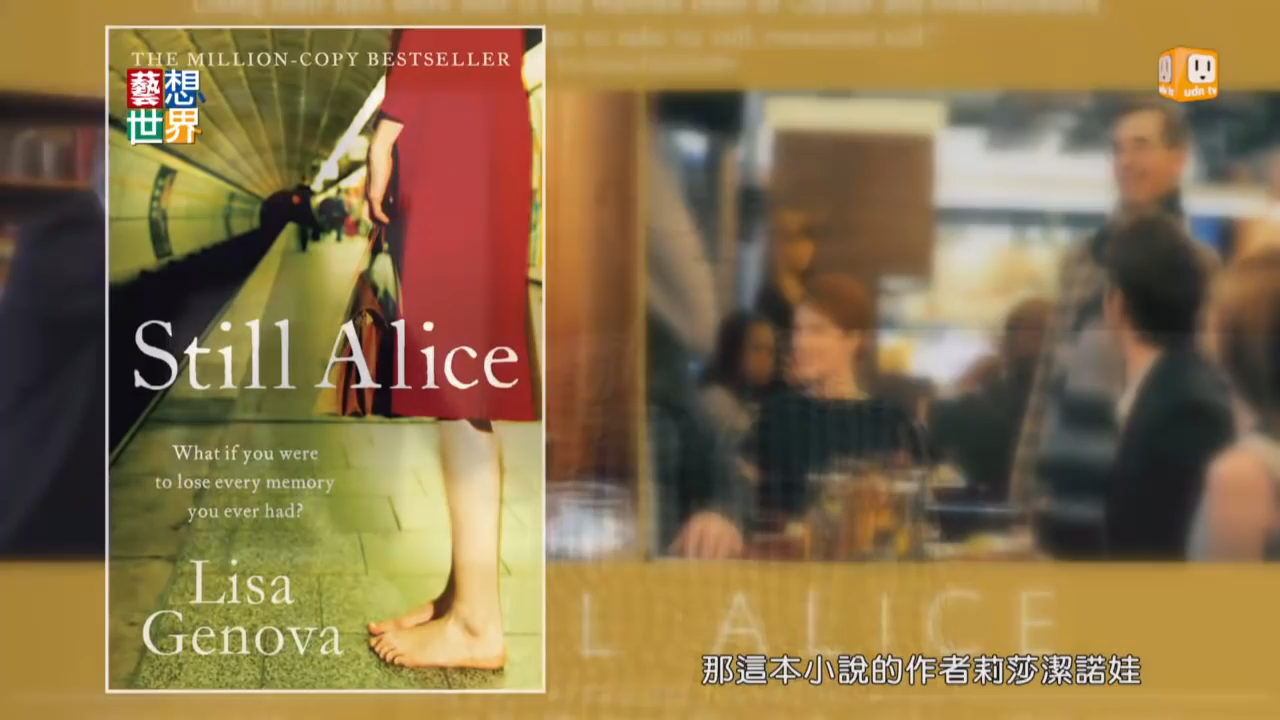 THE MILLION-COPY BESTSELLER
藝想
世界
udn tv
Still Alice
What if you were
to lose every memory
you ever had?
Lisa
Genova
L ALICE
那這本小說的作者莉莎潔諾娃